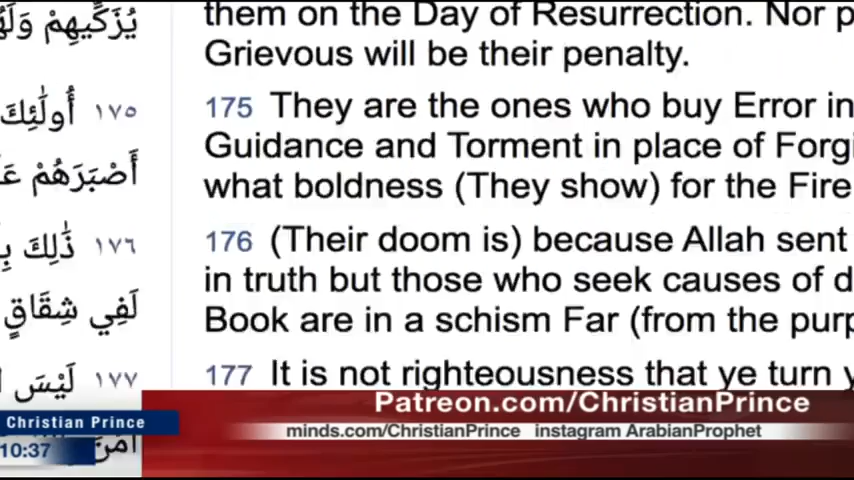 them on the Day of Resurrection. Nor p
Grievous will be their penalty.
175 They are the ones who buy Error in
Guidance and Torment in place of Forgi
what boldness (They show) for the Fire
176 (Their doom is) because Allah sent
in truth but those who seek causes of d
Book are in a schism Far (from the purp
177 It is not righteousness that ye turn y
يُزَكِّيهِمْ وَلَهُ
١٧٥ أُولَٰئِكَ
أَصْبَرَهُمْ عَ
١٧٦ ذَٰلِكَ بِ
لَفِي شِقَاقٍ
١٧٧ لَيْسَ ا
Patreon.com/ChristianPrince
Christian Prince
minds.com/ChristianPrince instagram ArabianProphet
10:37